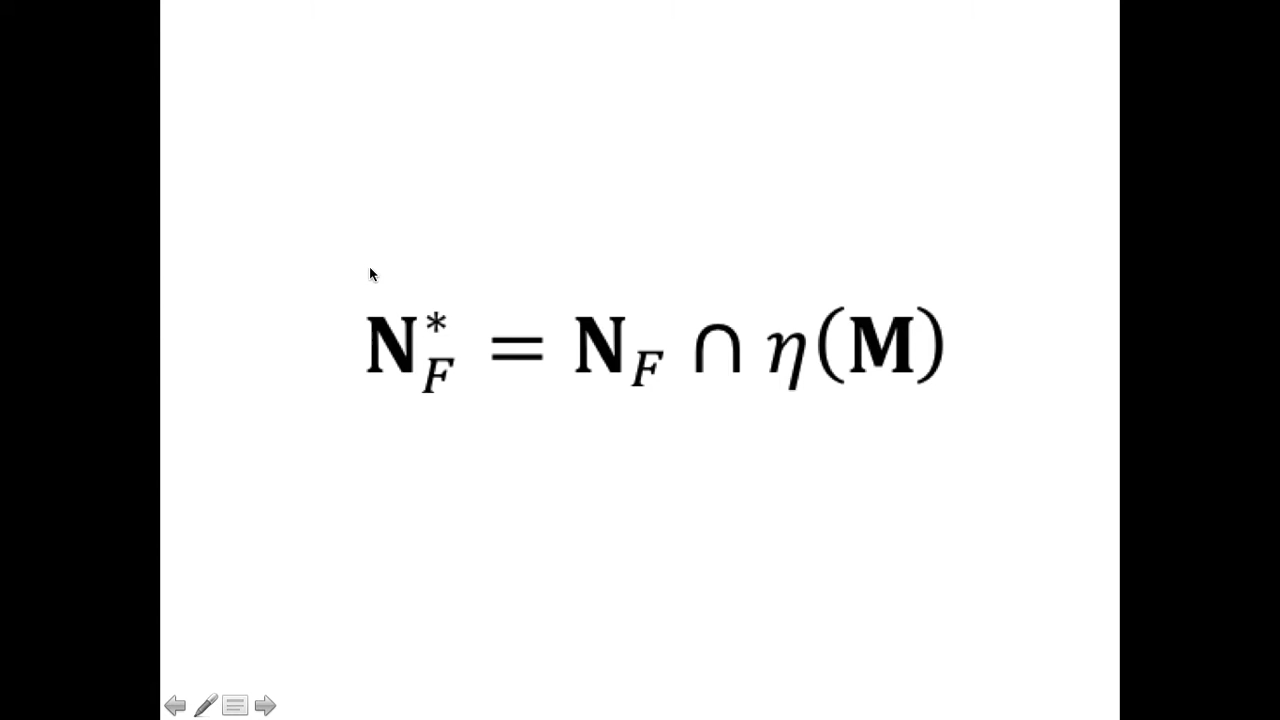 𝐍*_F = 𝐍_F ∩ η(𝐌)